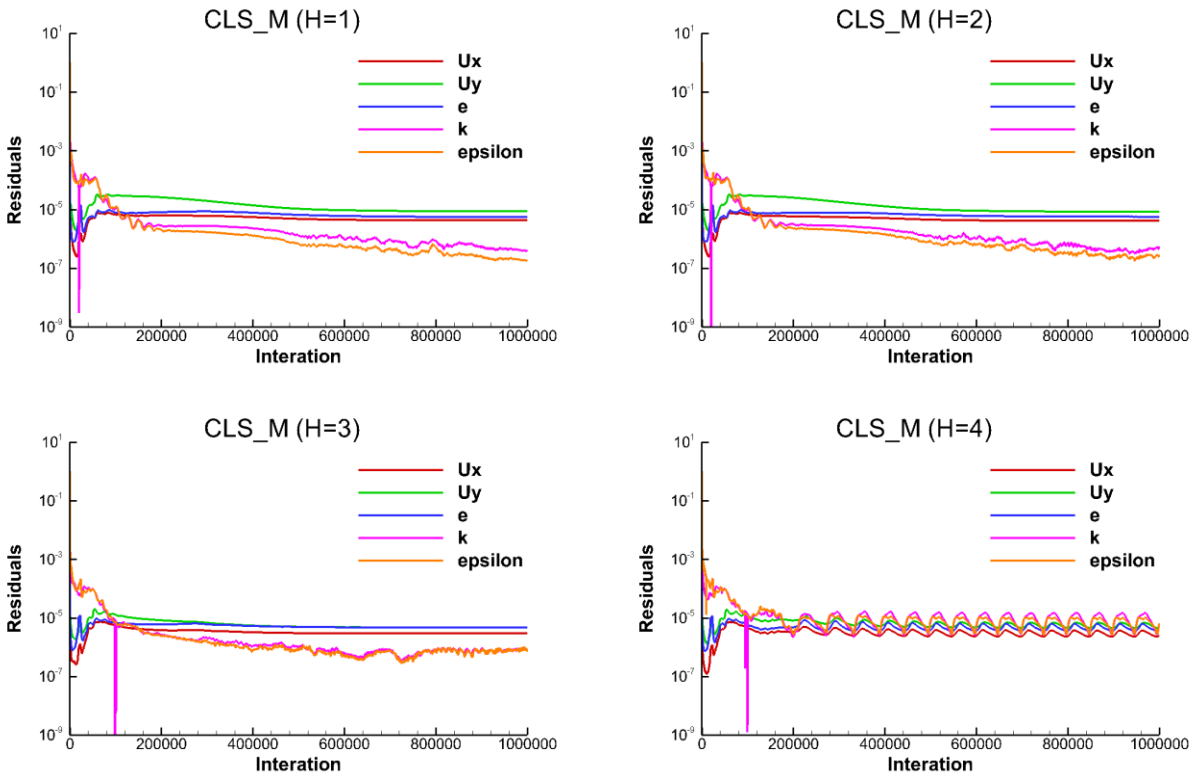 CLS_M (H=1)
10^1
10^-1
10^-3
10^-5
10^-7
10^-9
Residuals
Ux
Uy
e
k
epsilon
0 200000 400000 600000 800000 1000000
Interation
CLS_M (H=2)
10^1
10^-1
10^-3
10^-5
10^-7
10^-9
Residuals
Ux
Uy
e
k
epsilon
0 200000 400000 600000 800000 1000000
Interation
CLS_M (H=3)
10^1
10^-1
10^-3
10^-5
10^-7
10^-9
Residuals
Ux
Uy
e
k
epsilon
0 200000 400000 600000 800000 1000000
Interation
CLS_M (H=4)
10^1
10^-1
10^-3
10^-5
10^-7
10^-9
Residuals
Ux
Uy
e
k
epsilon
0 200000 400000 600000 800000 1000000
Interation